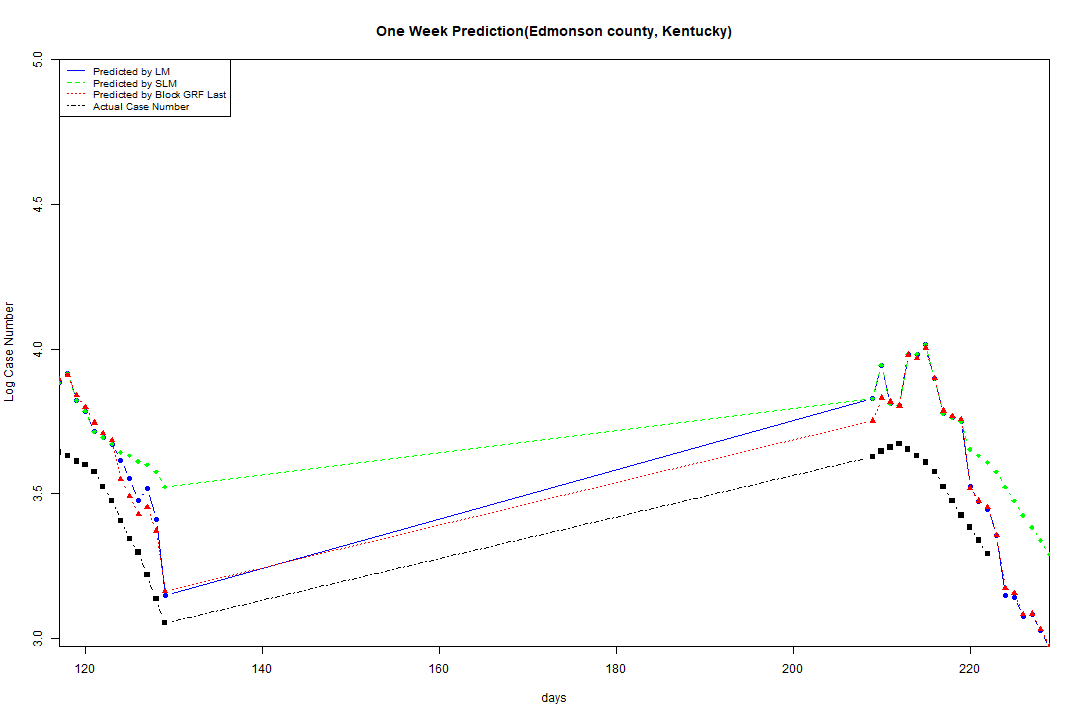 One Week Prediction(Edmonson county, Kentucky)
Predicted by LM
Predicted by SLM
Predicted by Block GRF Last
Actual Case Number
Log Case Number
5.0
4.5
4.0
3.5
3.0
120 140 160 180 200 220
days